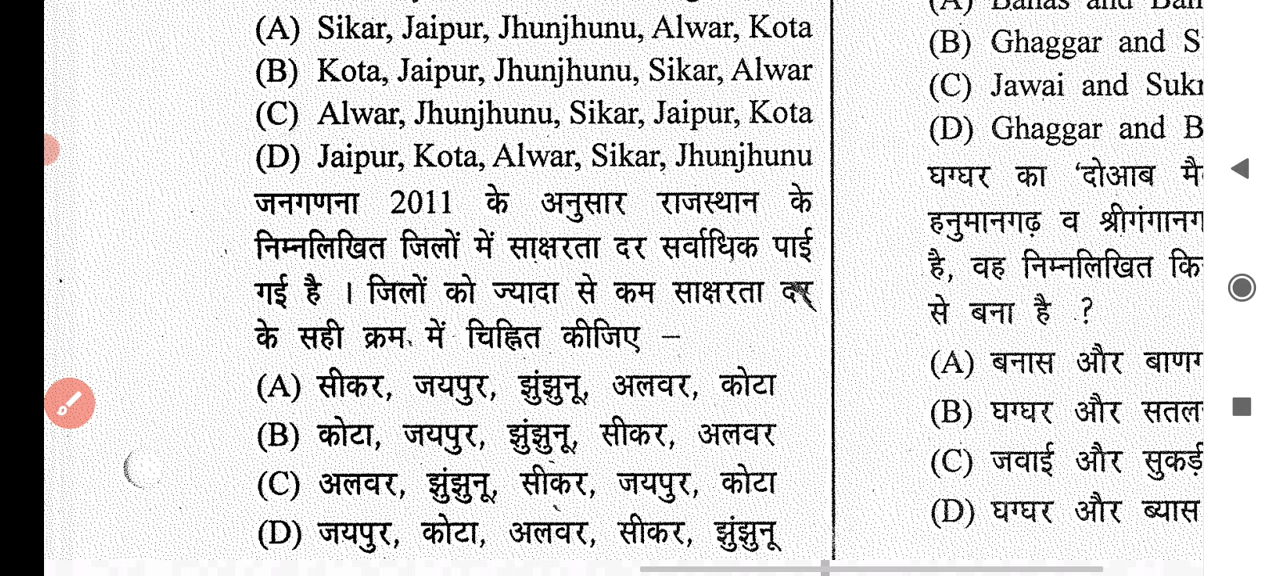 (A) Sikar, Jaipur, Jhunjhunu, Alwar, Kota
(B) Kota, Jaipur, Jhunjhunu, Sikar, Alwar
(C) Alwar, Jhunjhunu, Sikar, Jaipur, Kota
(D) Jaipur, Kota, Alwar, Sikar, Jhunjhunu
जनगणना 2011 के अनुसार राजस्थान के
निम्नलिखित जिलों में साक्षरता दर सर्वाधिक पाई
गई है । जिलों को ज्यादा से कम साक्षरता दर
के सही क्रम में चिह्नित कीजिए –
(A) सीकर, जयपुर, झुंझुनू, अलवर, कोटा
(B) कोटा, जयपुर, झुंझुनू, सीकर, अलवर
(C) अलवर, झुंझुनू, सीकर, जयपुर, कोटा
(D) जयपुर, कोटा, अलवर, सीकर, झुंझुनू
(A) and
(B) Ghaggar and
(C) Jawai and
(D) Ghaggar and
घग्घर का 'दोआब
हनुमानगढ़ व
है, वह निम्नलिखित
से बना है ?
(A) बनास और
(B) घग्घर और
(C) जवाई और सुकड़ी
(D) घग्घर और ब्यास